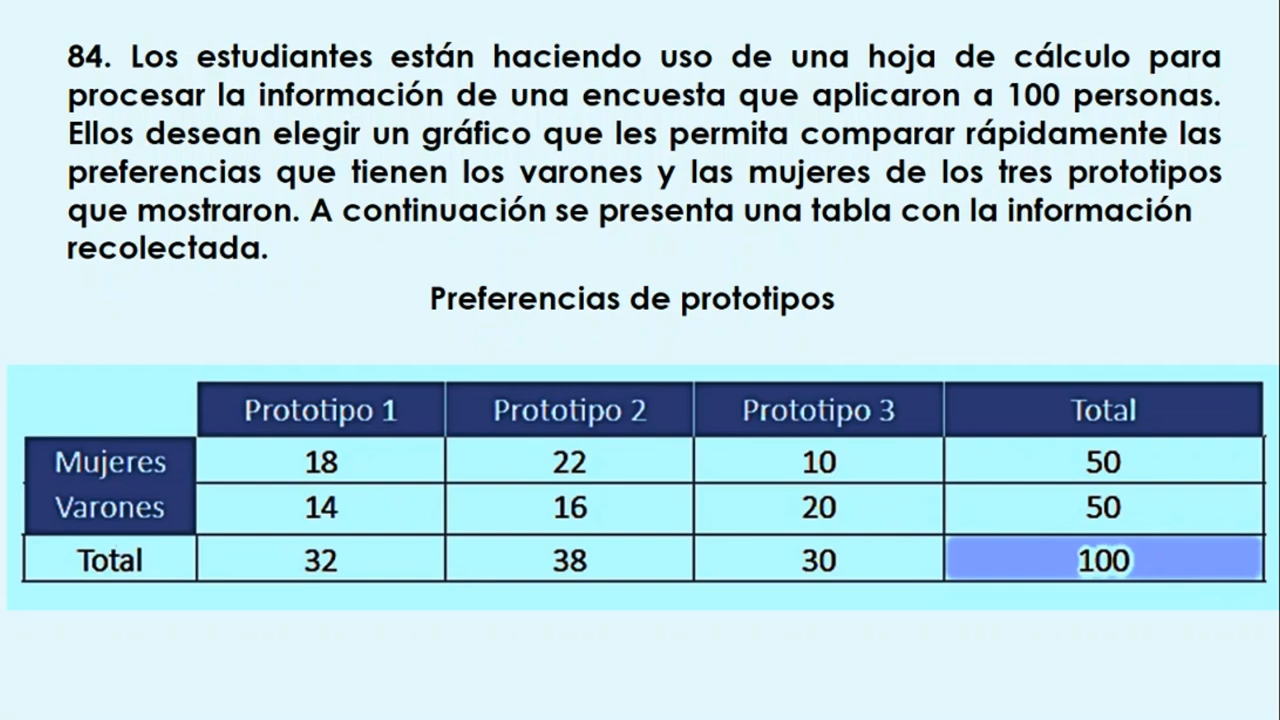 84. Los estudiantes están haciendo uso de una hoja de cálculo para
procesar la información de una encuesta que aplicaron a 100 personas.
Ellos desean elegir un gráfico que les permita comparar rápidamente las
preferencias que tienen los varones y las mujeres de los tres prototipos
que mostraron. A continuación se presenta una tabla con la información
recolectada.
Preferencias de prototipos
Prototipo 1 Prototipo 2 Prototipo 3 Total
Mujeres 18 22 10 50
Varones 14 16 20 50
Total 32 38 30 100